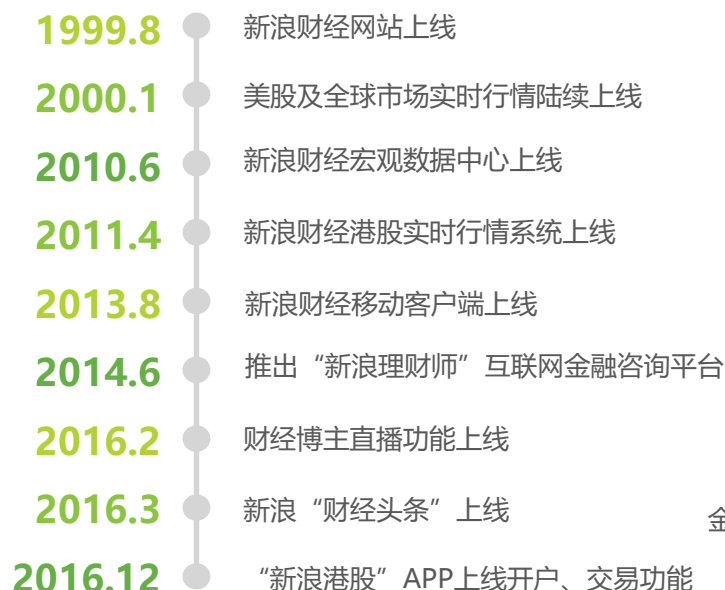 1999.8 新浪财经网站上线
2000.1 美股及全球市场实时行情陆续上线
2010.6 新浪财经宏观数据中心上线
2011.4 新浪财经港股实时行情系统上线
2013.8 新浪财经移动客户端上线
2014.6 推出“新浪理财师”互联网金融咨询平台
2016.2 财经博主直播功能上线
2016.3 新浪“财经头条”上线
金
2016.12 “新浪港股”APP上线开户、交易功能